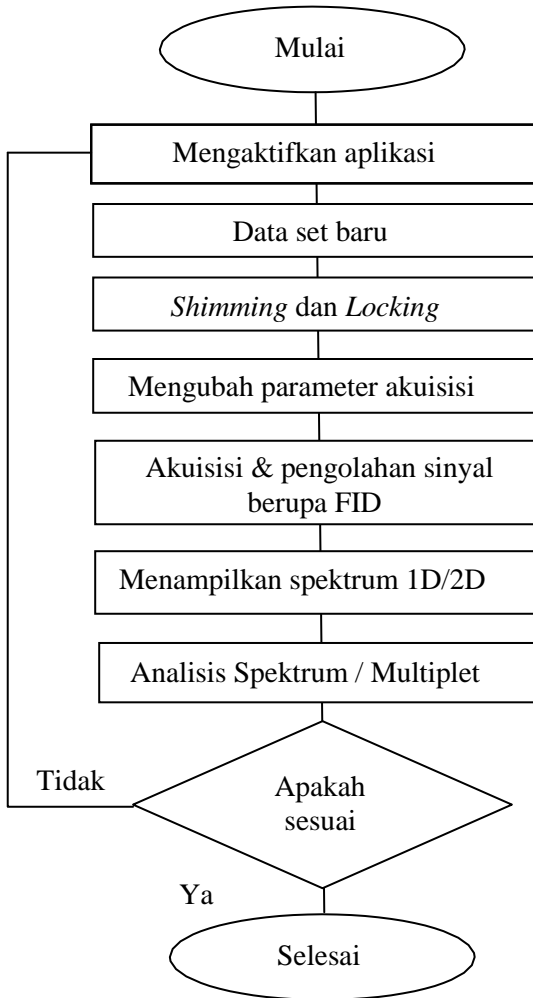 Mulai
Mengaktifkan aplikasi
Data set baru
Shimming dan Locking
Mengubah parameter akuisisi
Akuisisi & pengolahan sinyal
berupa FID
Menampilkan spektrum 1D/2D
Analisis Spektrum / Multiplet
Tidak
Apakah
sesuai
Ya
Selesai